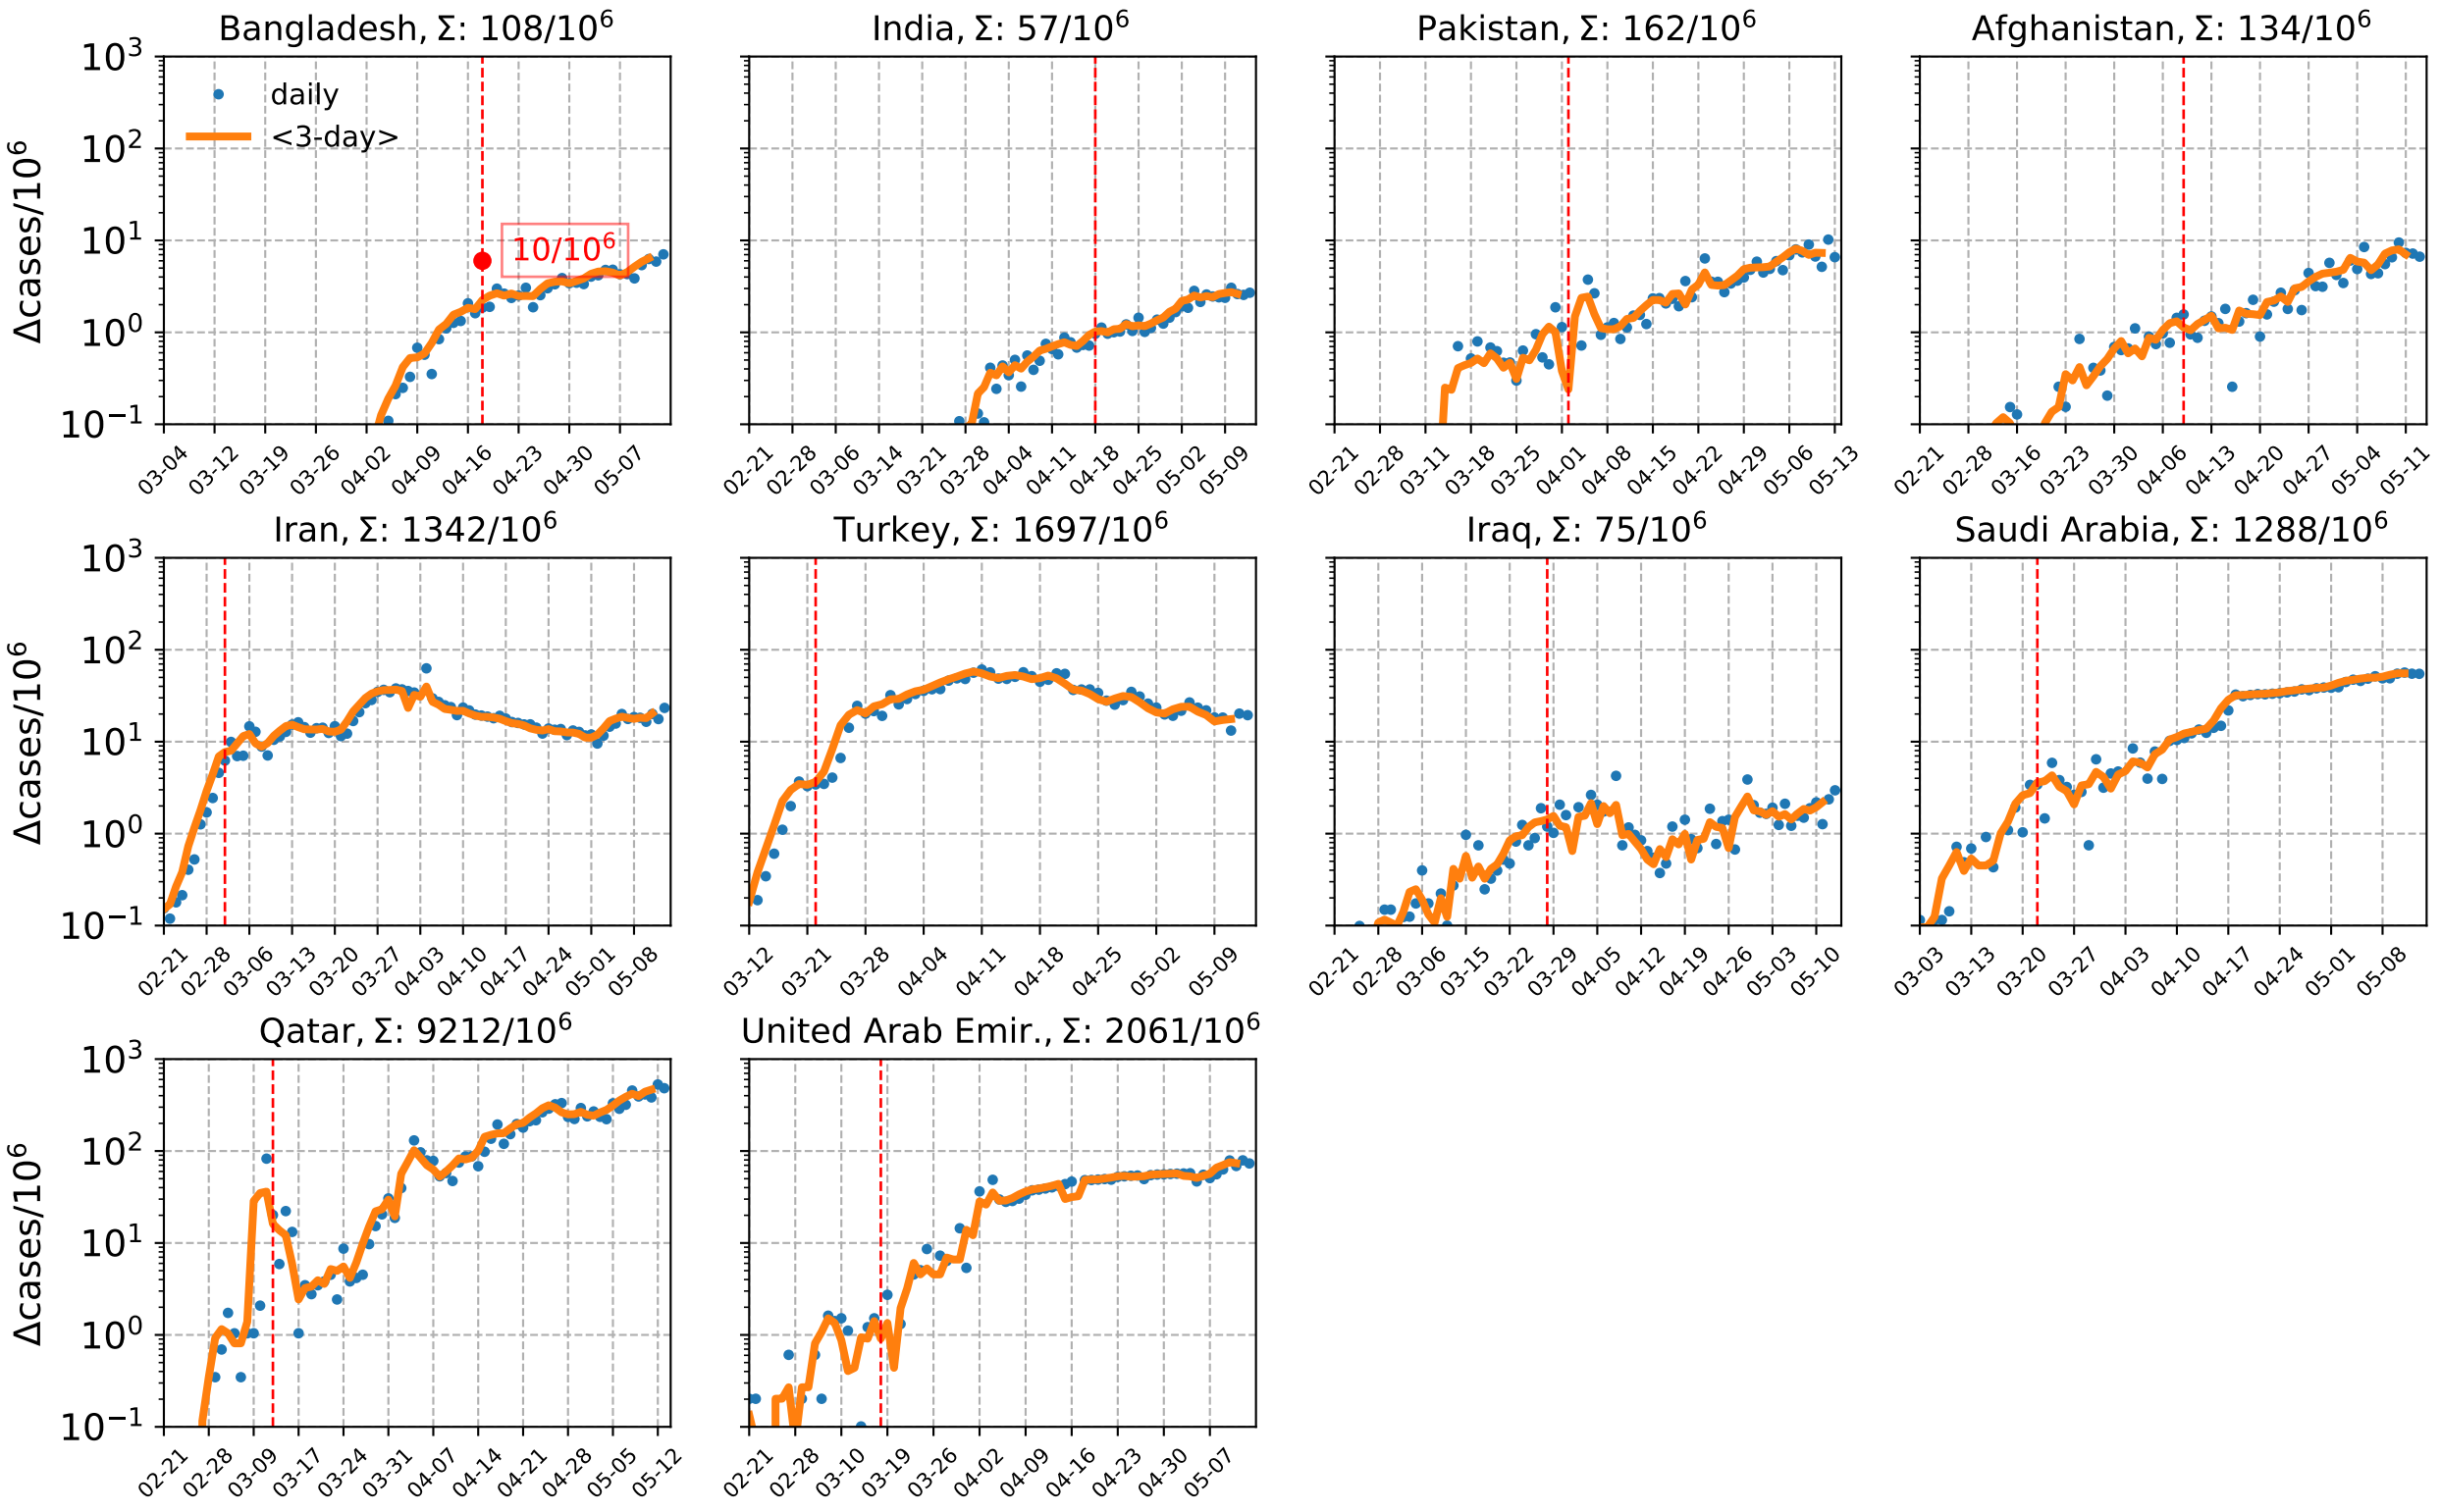 Bangladesh, Σ: 108/10⁶
India, Σ: 57/10⁶
Pakistan, Σ: 162/10⁶
Afghanistan, Σ: 134/10⁶
Δcases/10⁶
10³
10²
10¹
10⁰
10⁻¹
daily
<3-day>
10/10⁶
03-04 03-12 03-19 03-26 04-02 04-09 04-16 04-23 04-30 05-07
02-21 02-28 03-06 03-14 03-21 03-28 04-04 04-11 04-18 04-25 05-02 05-09
02-21 02-28 03-11 03-18 03-25 04-01 04-08 04-15 04-22 04-29 05-06 05-13
02-21 02-28 03-16 03-23 03-30 04-06 04-13 04-20 04-27 05-04 05-11
Iran, Σ: 1342/10⁶
Turkey, Σ: 1697/10⁶
Iraq, Σ: 75/10⁶
Saudi Arabia, Σ: 1288/10⁶
Δcases/10⁶
10³
10²
10¹
10⁰
10⁻¹
02-21 02-28 03-06 03-13 03-20 03-27 04-03 04-10 04-17 04-24 05-01 05-08
03-12 03-21 03-28 04-04 04-11 04-18 04-25 05-02 05-09
02-21 02-28 03-06 03-15 03-22 03-29 04-05 04-12 04-19 04-26 05-03 05-10
03-03 03-13 03-20 03-27 04-03 04-10 04-17 04-24 05-01 05-08
Qatar, Σ: 9212/10⁶
United Arab Emir., Σ: 2061/10⁶
Δcases/10⁶
10³
10²
10¹
10⁰
10⁻¹
02-21 02-28 03-09 03-17 03-24 03-31 04-07 04-14 04-21 04-28 05-05 05-12
02-21 02-28 03-10 03-19 03-26 04-02 04-09 04-16 04-23 04-30 05-07